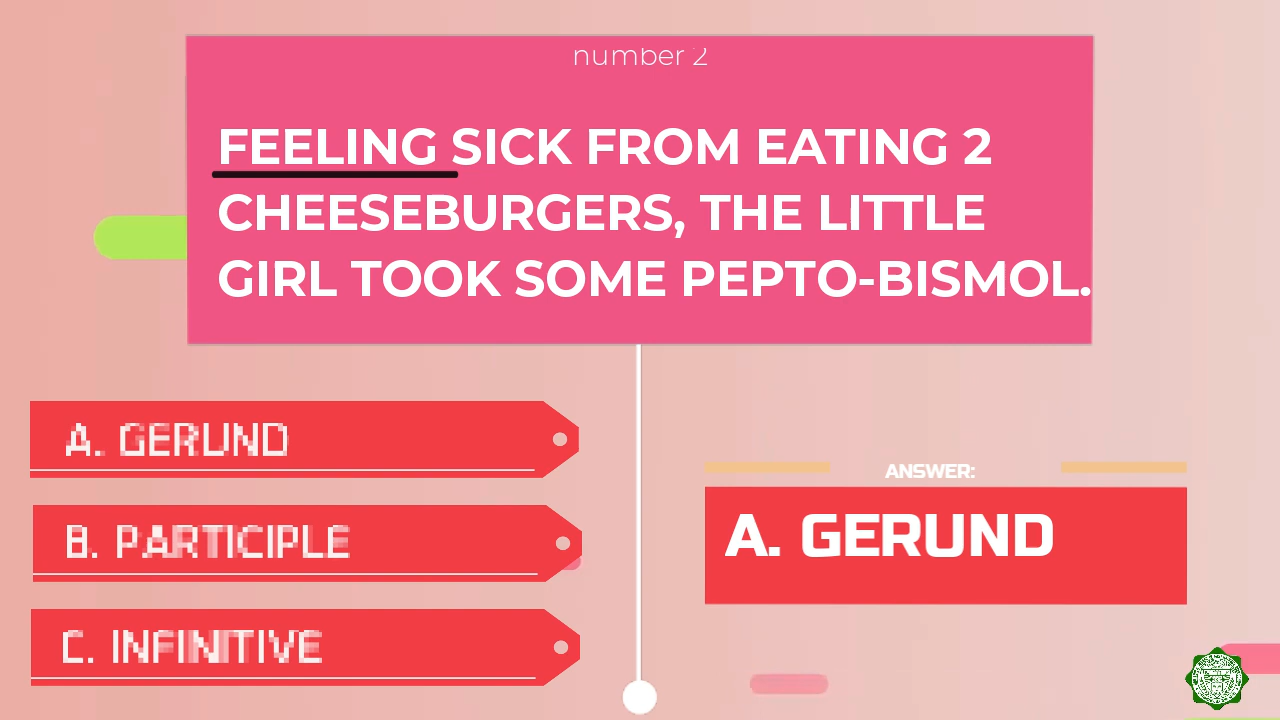 number 2
FEELING SICK FROM EATING 2
CHEESEBURGERS, THE LITTLE
GIRL TOOK SOME PEPTO-BISMOL.
A. GERUND
B. PARTICIPLE
C. INFINITIVE
ANSWER:
A. GERUND